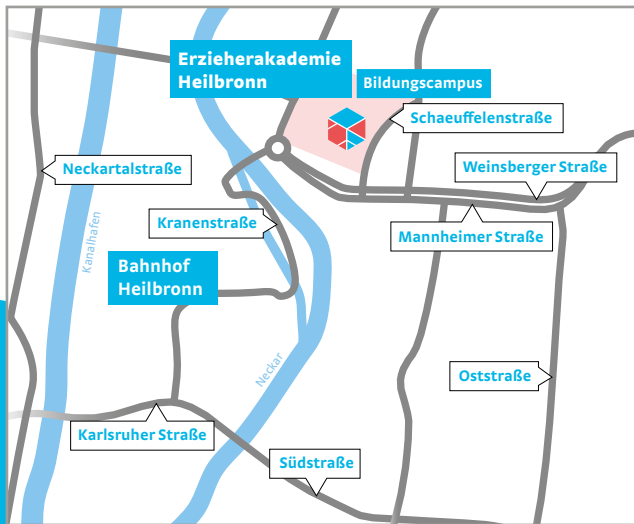 Erzieherakademie
Heilbronn
Bildungscampus
Schaeuffelenstraße
Weinsberger Straße
Neckartalstraße
Kranenstraße
Mannheimer Straße
Kanalhafen
Bahnhof
Heilbronn
Neckar
Oststraße
Karlsruher Straße
Südstraße